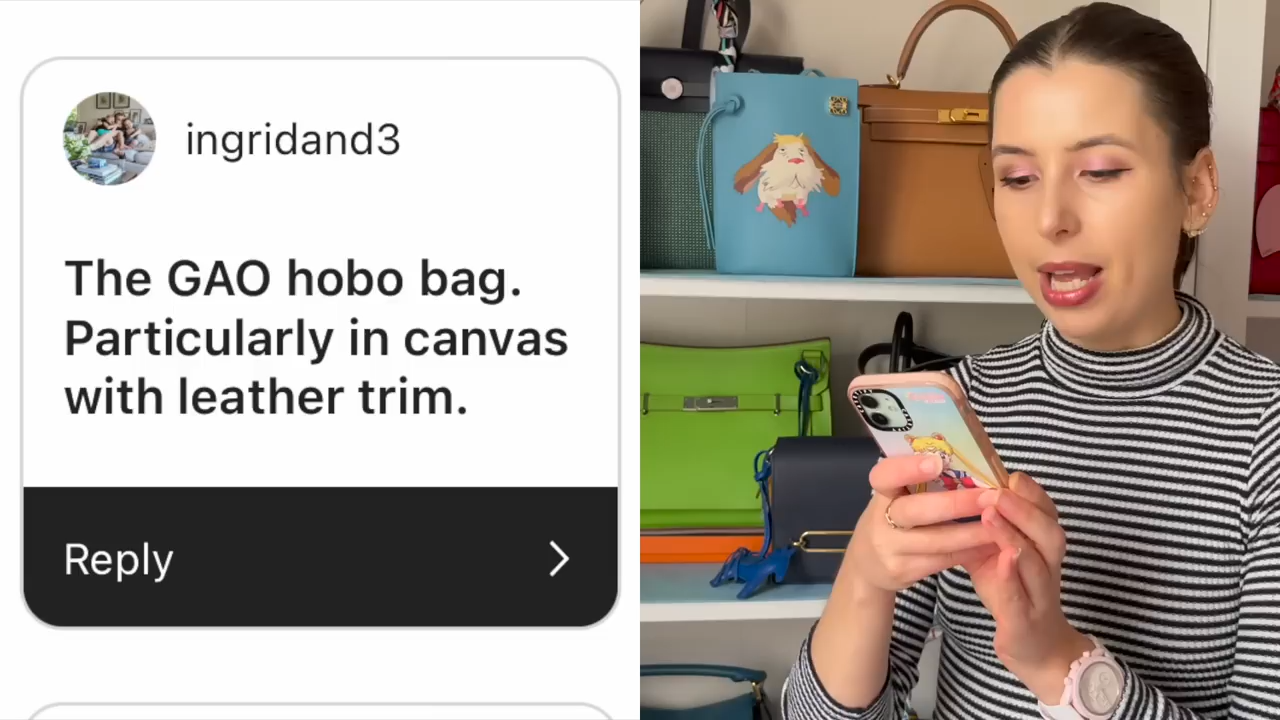 ingridand3
The GAO hobo bag.
Particularly in canvas
with leather trim.
Reply